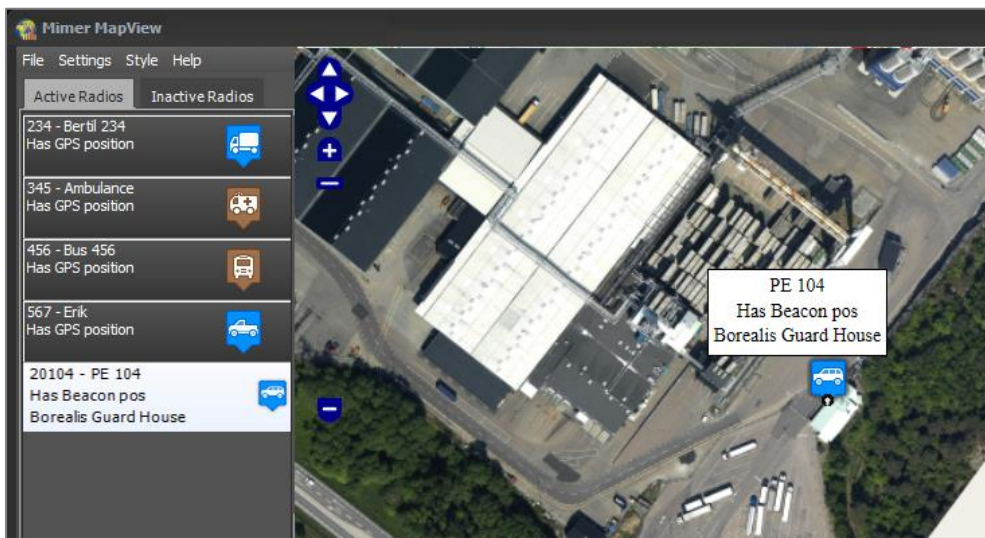 Mimer MapView
File Settings Style Help
Active Radios Inactive Radios
234 - Bertil 234
Has GPS position
345 - Ambulance
Has GPS position
456 - Bus 456
Has GPS position
567 - Erik
Has GPS position
20104 - PE 104
Has Beacon pos
Borealis Guard House
PE 104
Has Beacon pos
Borealis Guard House